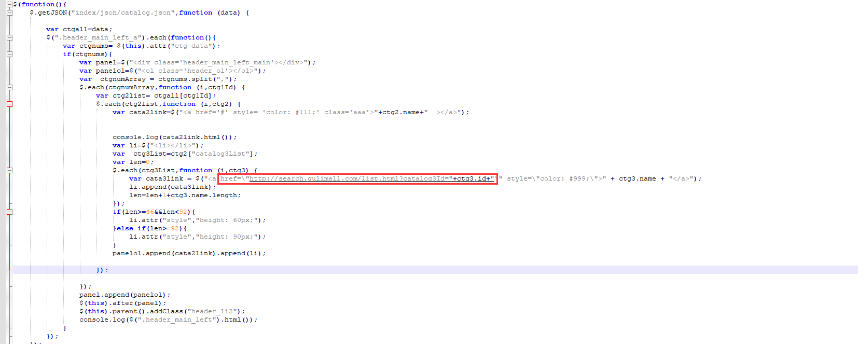 $(function(){
$.getJSON("index/json/catalog.json",function (data) {
var ctgall=data;
$(".header_main_left_a").each(function(){
var ctgnums= $(this).attr("ctg-data");
if(ctgnums){
var panel=$("<div class='header_main_left_main'></div>");
var panelol=$("<ol class='header_ol'></ol>");
var ctgnumArray = ctgnums.split(",");
$.each(ctgnumArray,function (i,ctg1Id) {
var ctg2list= ctgall[ctg1Id];
$.each(ctg2list,function (i,ctg2) {
var cata2link=$("<a href='#' style= 'color: #111;' class='aaa'>"+ctg2.name+" ></a>");
console.log(cata2link.html());
var li=$("<li></li>");
var ctg3List=ctg2["catalog3List"];
var len=0;
$.each(ctg3List,function (i,ctg3) {
var cata3link = $("<a href=\"http://search.gulimall.com/list.html?catalog3Id="+ctg3.id+"\" style=\"color: #999;\">" + ctg3.name + "</a>");
li.append(cata3link);
len=len+1+ctg3.name.length;
});
if(len>=46&&len<92){
li.attr("style","height: 60px;");
}else if(len>=92){
li.attr("style","height: 90px;");
}
panelol.append(cata2link).append(li);
});
});
panel.append(panelol);
$(this).after(panel);
$(this).parent().addClass("header_li2");
console.log($(".header_main_left").html());
}
});
});